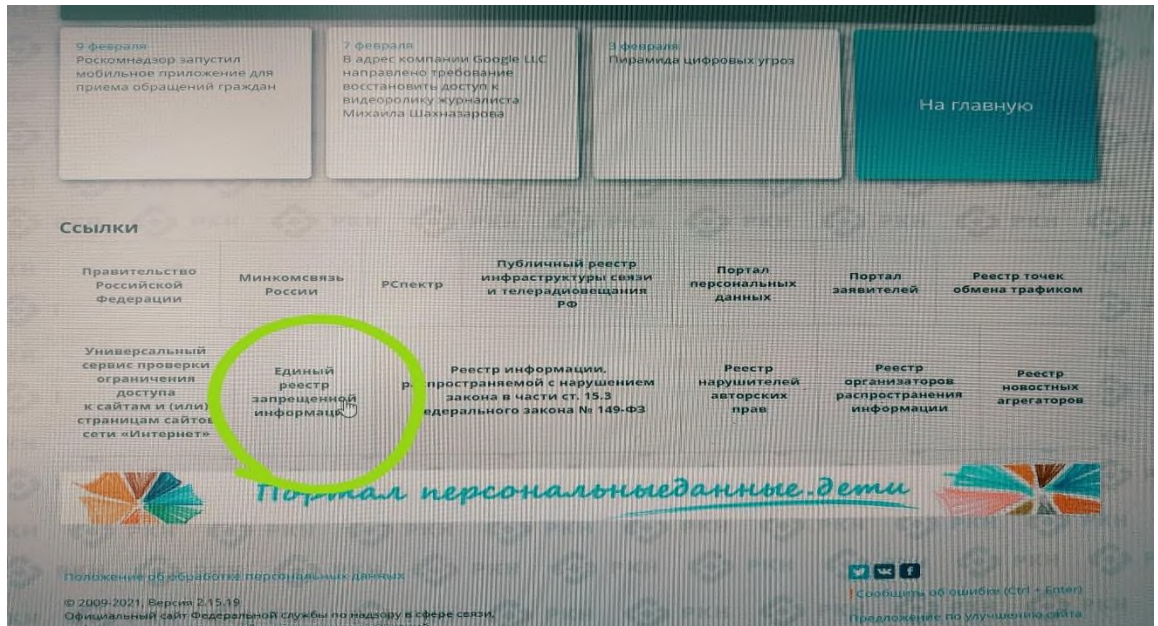 9 февраля
Роскомнадзор запустил
мобильное приложение для
приема обращений граждан
7 февраля
В адрес компании Google LLC
направлено требование
восстановить доступ к
видеоролику журналиста
Михаила Шахназарова
3 февраля
Пирамида цифровых угроз
На главную
Ссылки
Правительство
Российской
Федерации
Минкомсвязь
России
РСпектр
Публичный реестр
инфраструктуры связи
и телерадиовещания
РФ
Портал
персональных
данных
Портал
заявителей
Реестр точек
обмена трафиком
Универсальный
сервис проверки
ограничения
доступа
к сайтам и (или)
страницам сайтов
сети «Интернет»
Единый
реестр
запрещенной
информац
Реестр информации,
распространяемой с нарушением
закона в части ст. 15.3
едерального закона № 149-ФЗ
Реестр
нарушителей
авторских
прав
Реестр
организаторов
распространения
информации
Реестр
новостных
агрегаторов
Портал персональныеданные.дети
Положение об обработке персональных данных
© 2009-2021, Версия 2.15.19
Официальный сайт Федеральной службы по надзору в сфере связи,
Сообщить об ошибке (Ctrl + Enter)
Предложение по улучшению сайта
РКН